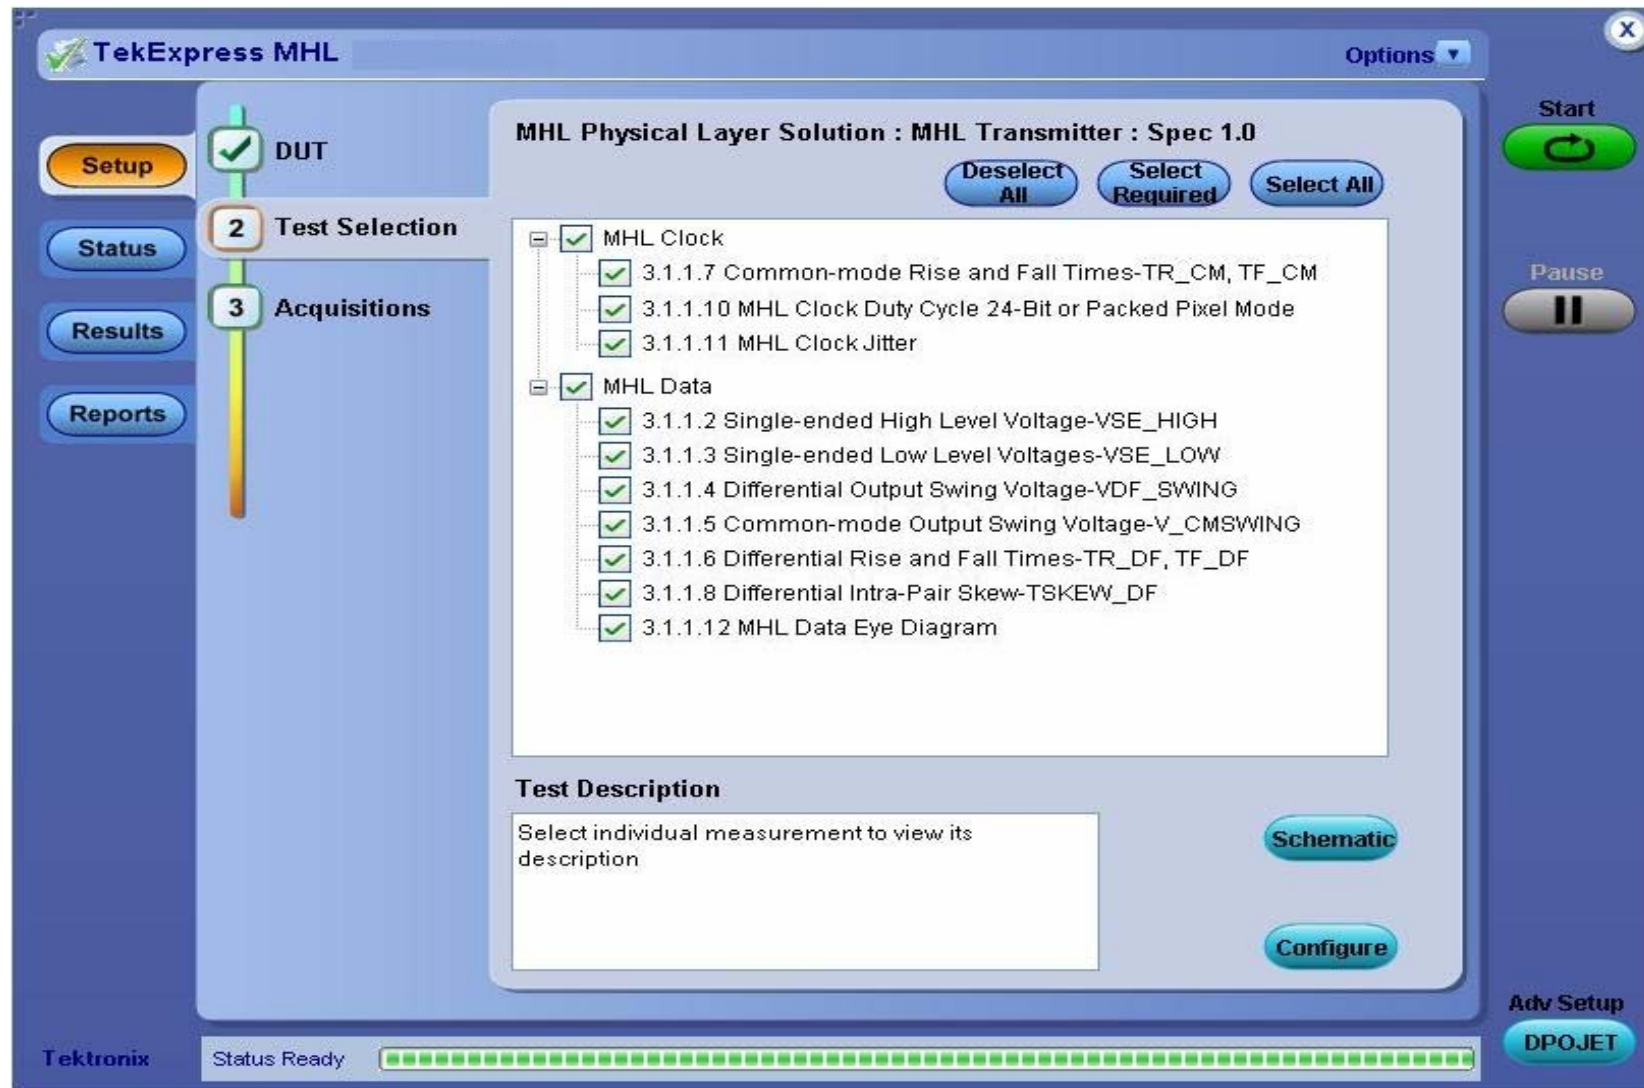 TekExpress MHL
Options
X
Start
Setup
DUT
MHL Physical Layer Solution : MHL Transmitter : Spec 1.0
Deselect
All
Select
Required
Select All
2
Test Selection
Status
MHL Clock
3.1.1.7 Common-mode Rise and Fall Times-TR_CM, TF_CM
3.1.1.10 MHL Clock Duty Cycle 24-Bit or Packed Pixel Mode
3.1.1.11 MHL Clock Jitter
Pause
3
Acquisitions
Results
MHL Data
3.1.1.2 Single-ended High Level Voltage-VSE_HIGH
3.1.1.3 Single-ended Low Level Voltages-VSE_LOW
3.1.1.4 Differential Output Swing Voltage-VDF_SWING
3.1.1.5 Common-mode Output Swing Voltage-V_CMSWING
3.1.1.6 Differential Rise and Fall Times-TR_DF, TF_DF
3.1.1.8 Differential Intra-Pair Skew-TSKEW_DF
3.1.1.12 MHL Data Eye Diagram
Reports
Test Description
Select individual measurement to view its
description
Schematic
Configure
Adv Setup
DPOJET
Tektronix
Status Ready